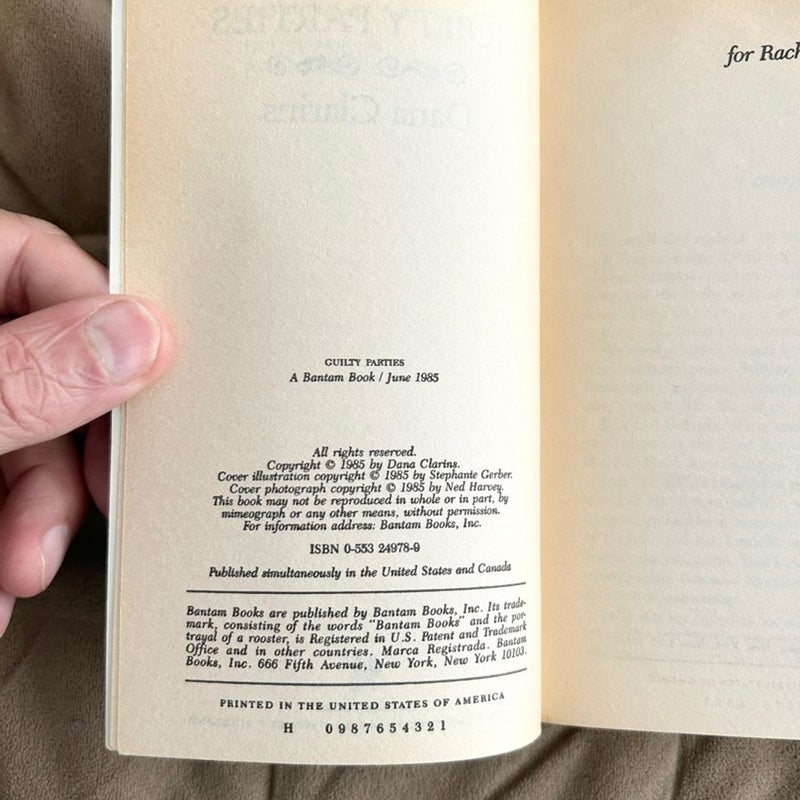 GUILTY PARTIES
A Bantam Book / June 1985
All rights reserved.
Copyright © 1985 by Dana Clarins.
Cover illustration copyright © 1985 by Stephanie Gerber.
Cover photograph copyright © 1985 by Ned Harvey.
This book may not be reproduced in whole or in part, by
mimeograph or any other means, without permission.
For information address: Bantam Books, Inc.
ISBN 0-553 24978-9
Published simultaneously in the United States and Canada
Bantam Books are published by Bantam Books, Inc. Its trade-
mark, consisting of the words "Bantam Books" and the por-
trayal of a rooster, is Registered in U.S. Patent and Trademark
Office and in other countries. Marca Registrada. Bantam
Books, Inc. 666 Fifth Avenue, New York, New York 10103.
PRINTED IN THE UNITED STATES OF AMERICA
H 0 9 8 7 6 5 4 3 2 1
for Rach